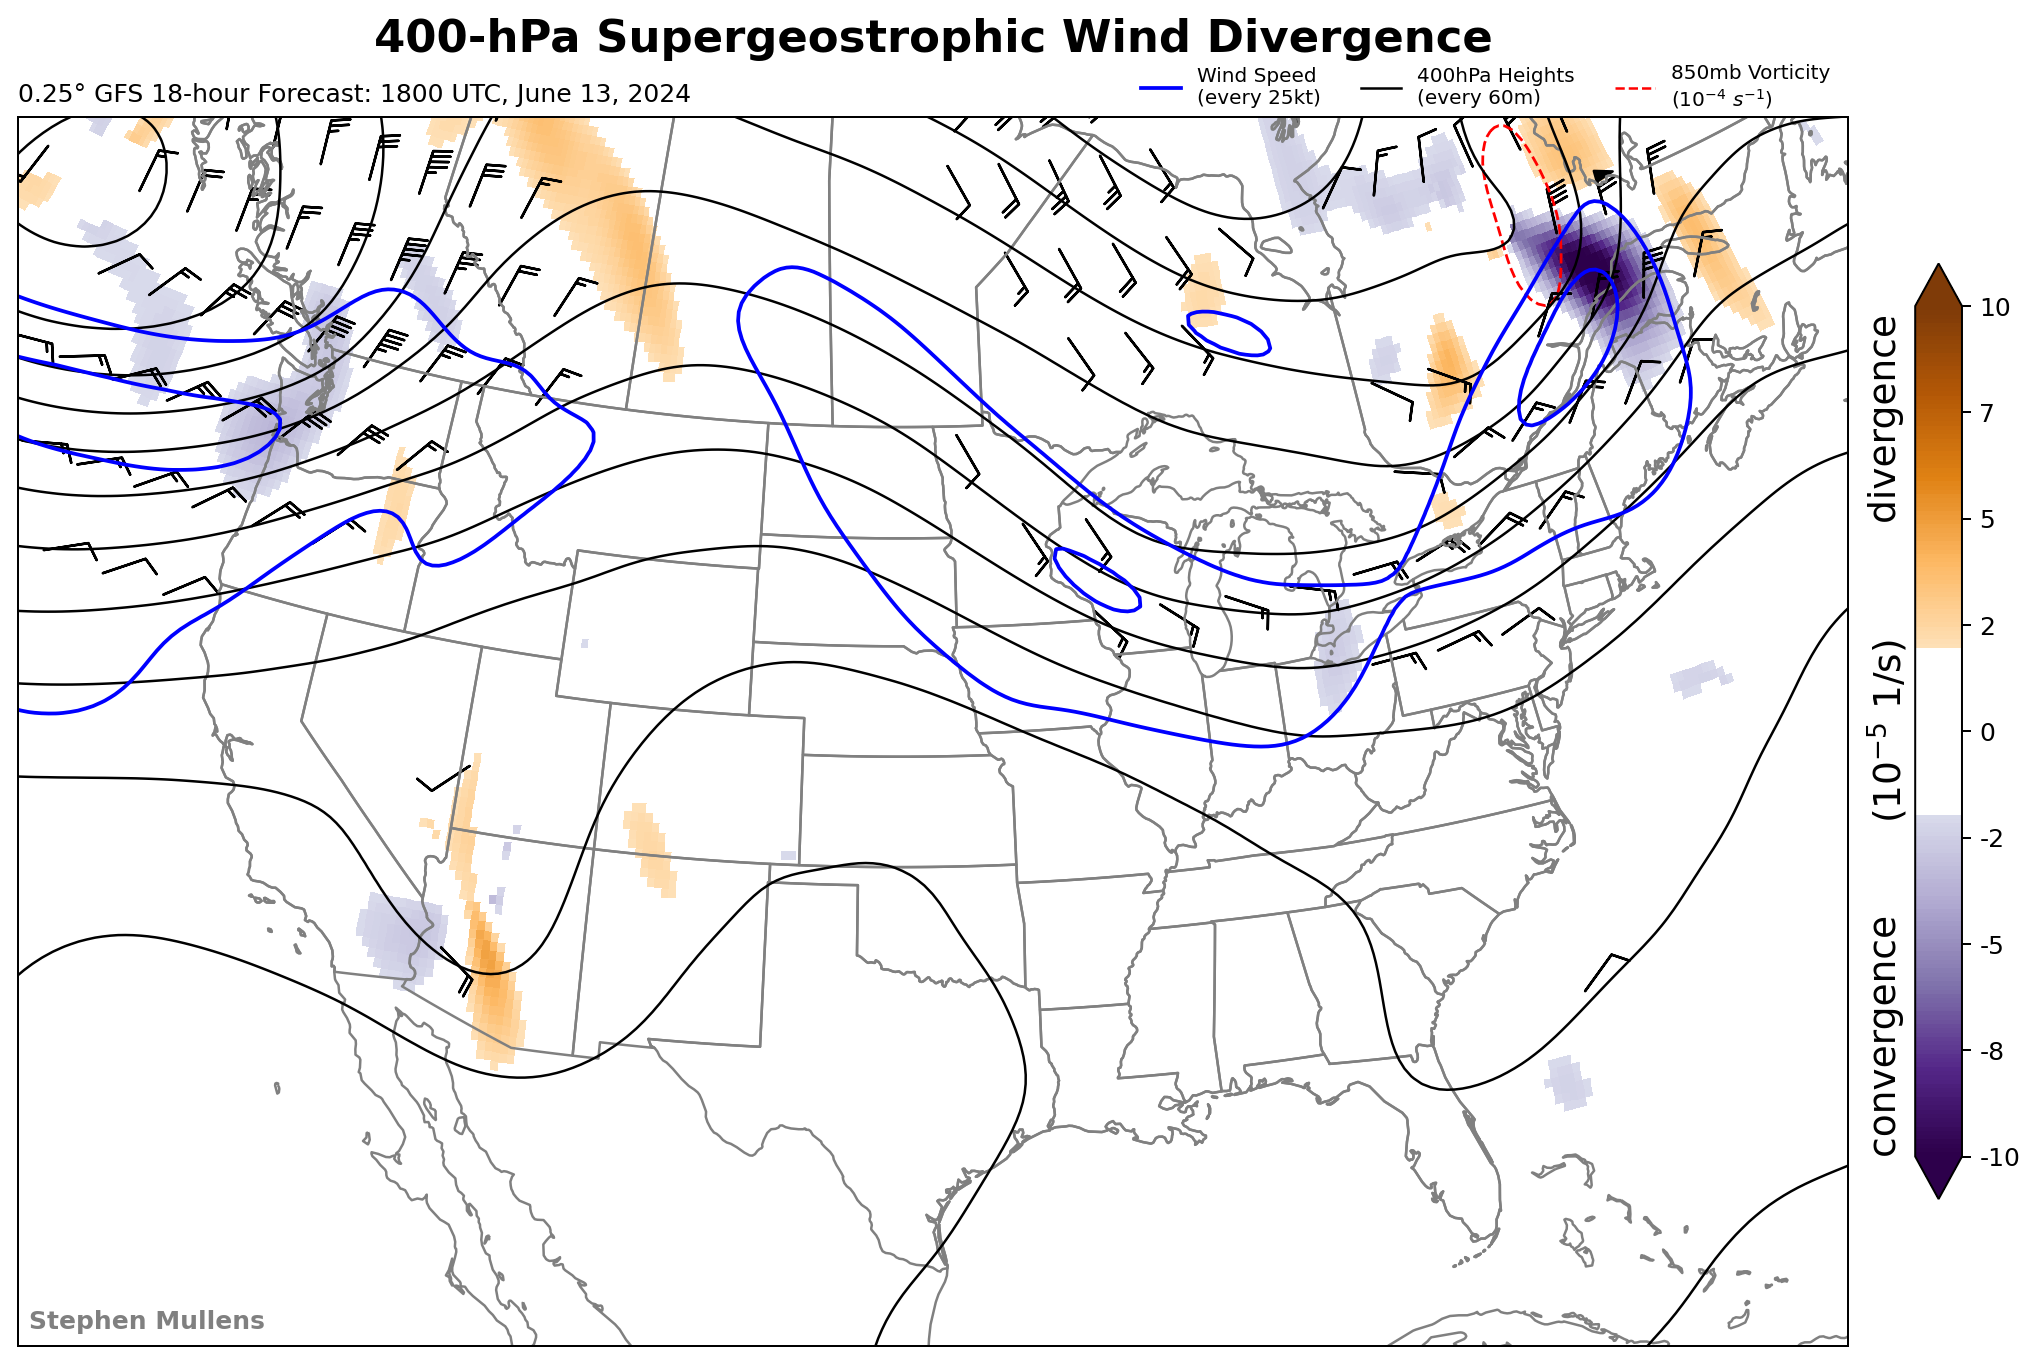 400-hPa Supergeostrophic Wind Divergence
0.25° GFS 18-hour Forecast: 1800 UTC, June 13, 2024
Wind Speed
(every 25kt)
400hPa Heights
(every 60m)
850mb Vorticity
(10⁻⁴ s⁻¹)
10
7
5
2
0
-2
-5
-8
-10
convergence (10⁻⁵ 1/s) divergence
Stephen Mullens